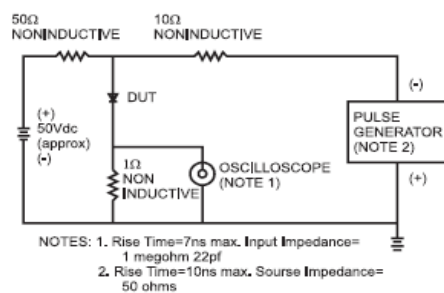 50Ω
NONINDUCTIVE
10Ω
NONINDUCTIVE
(+)
50Vdc
(approx)
(-)
DUT
1Ω
NON
INDUCTIVE
OSCILLOSCOPE
(NOTE 1)
(-)
PULSE
GENERATOR
(NOTE 2)
(+)
NOTES: 1. Rise Time=7ns max. Input Impedance=
1 megohm 22pf
2. Rise Time=10ns max. Sourse Impedance=
50 ohms